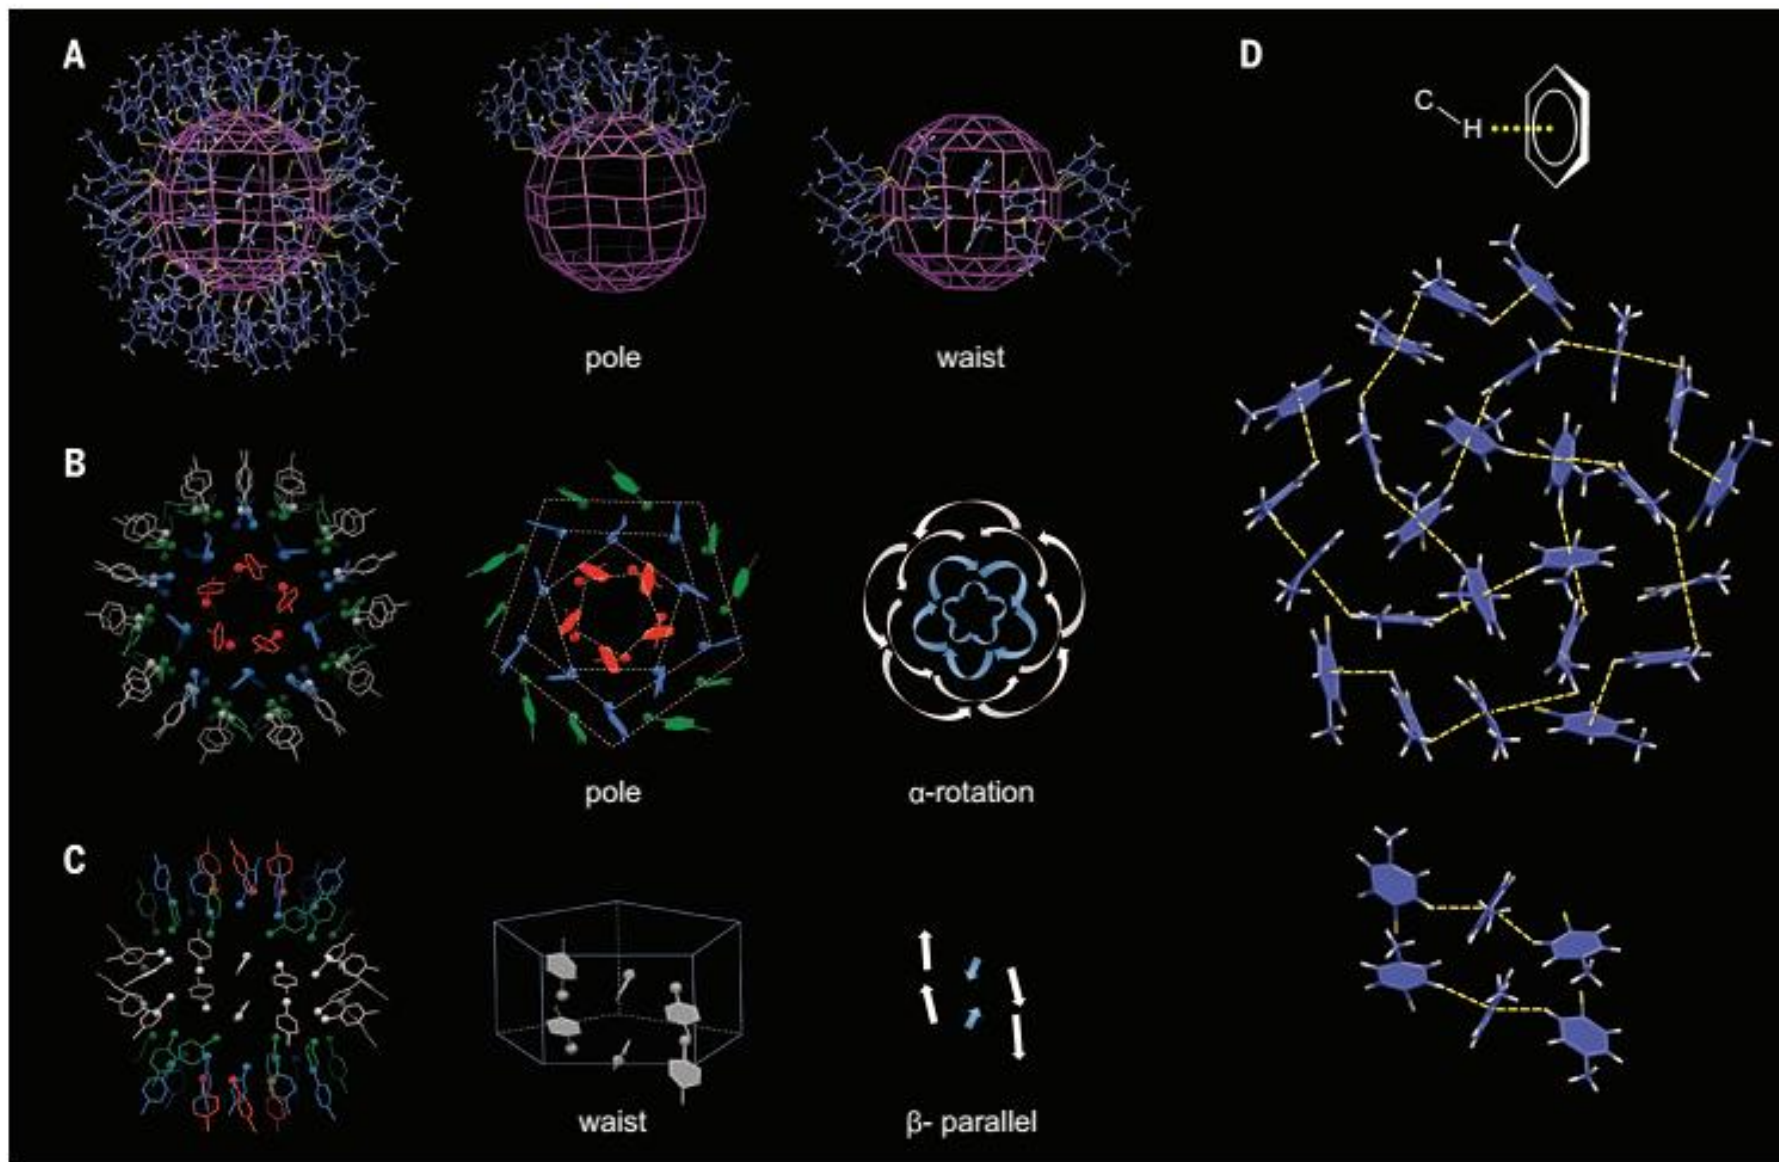 A
pole
waist
B
pole
α-rotation
C
waist
β- parallel
D
C
H